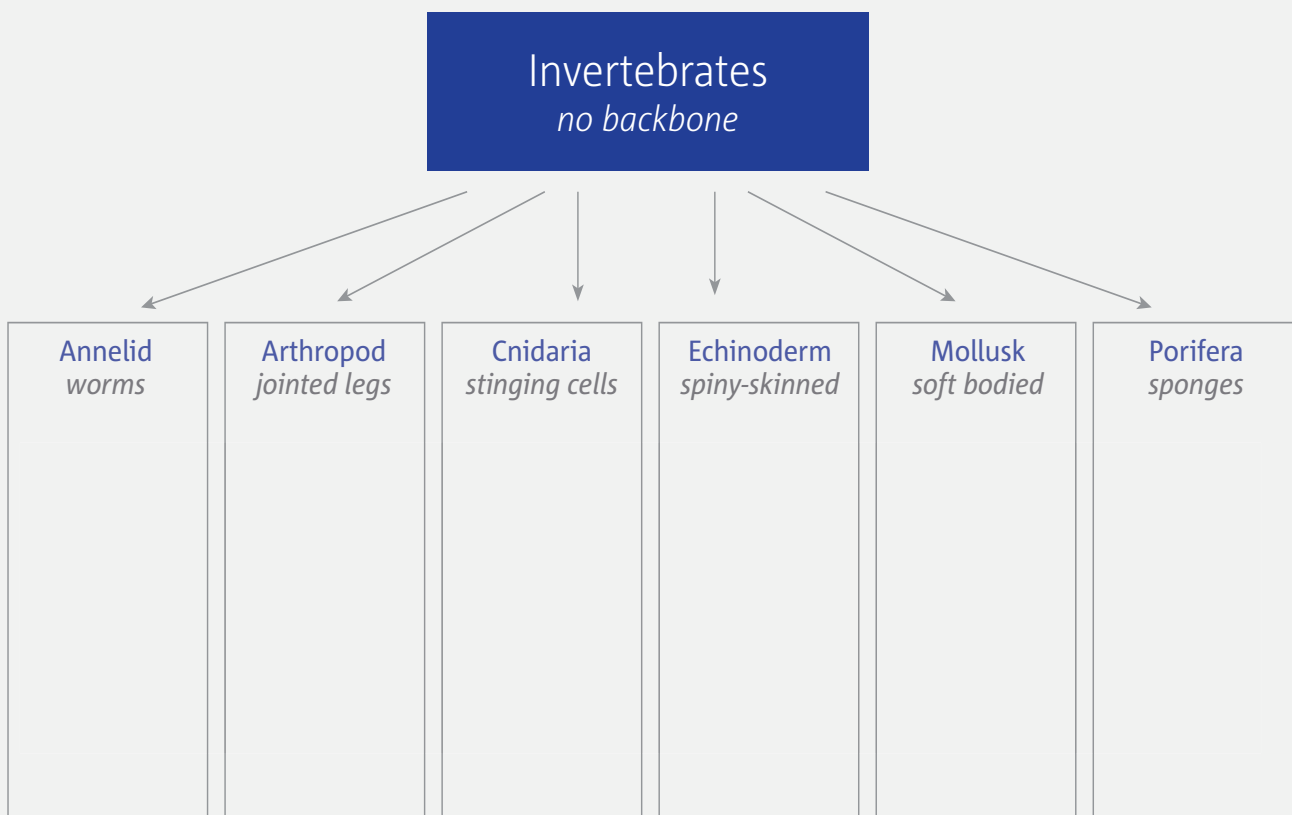 Invertebrates
no backbone
Annelid
worms
Arthropod
jointed legs
Cnidaria
stinging cells
Echinoderm
spiny-skinned
Mollusk
soft bodied
Porifera
sponges